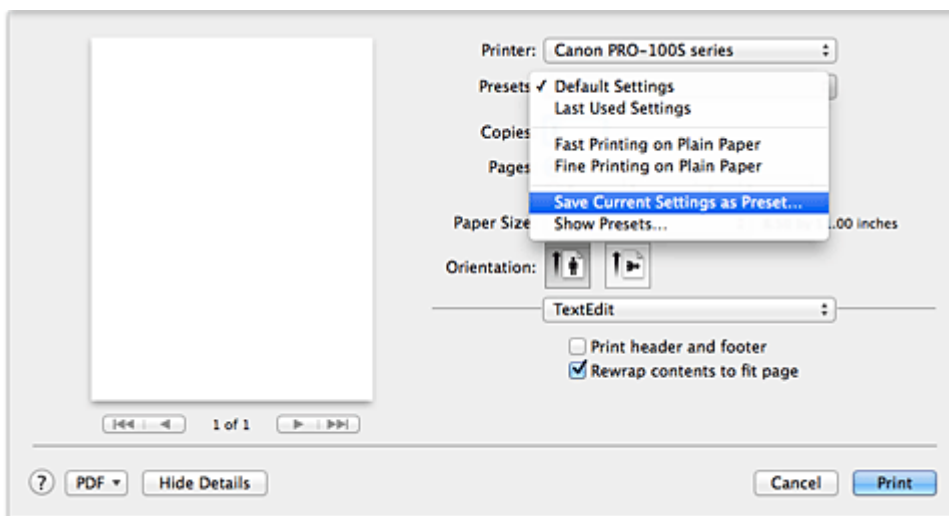 Printer: Canon PRO-100S series
Presets ✓ Default Settings
Last Used Settings
Copies
Fast Printing on Plain Paper
Pages
Fine Printing on Plain Paper
Save Current Settings as Preset...
Paper Size
Show Presets...
.00 inches
Orientation:
TextEdit
Print header and footer
Rewrap contents to fit page
1 of 1
? PDF Hide Details Cancel Print